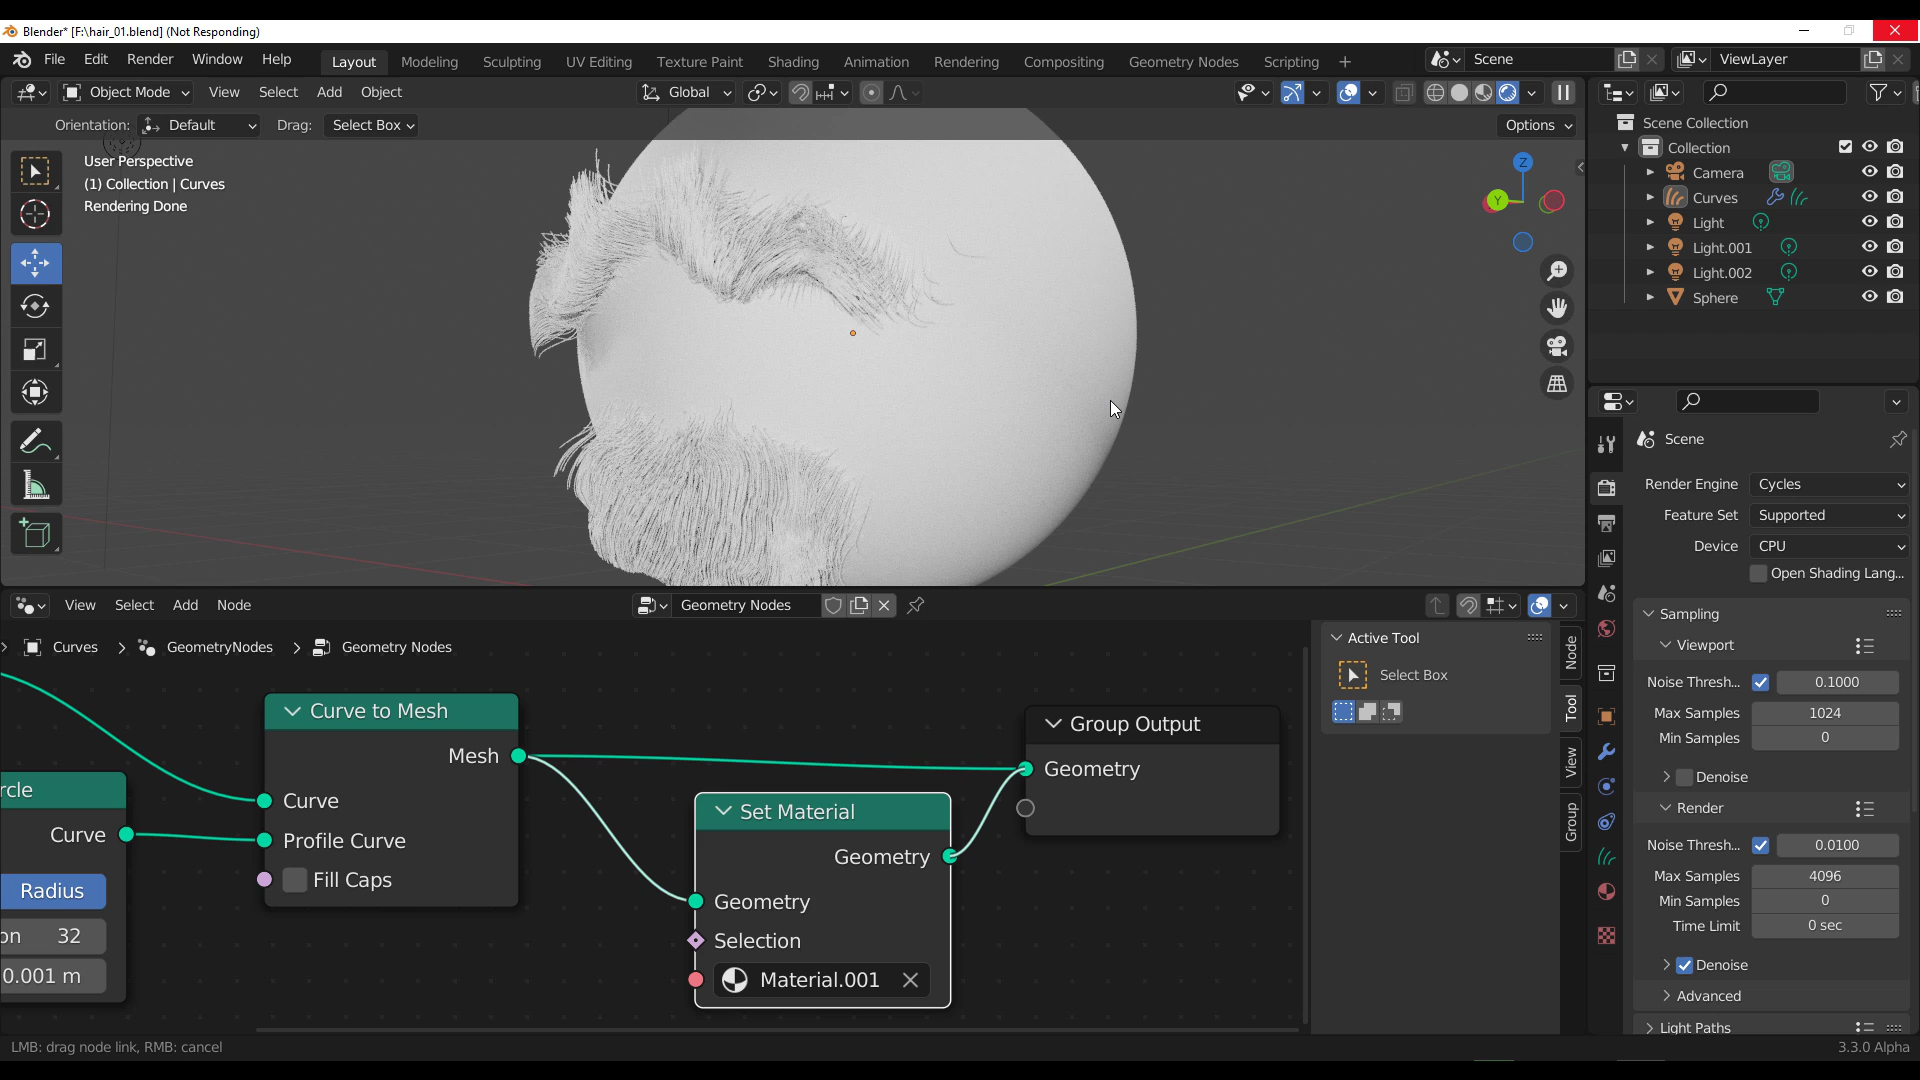 Blender* [F:\hair_01.blend] (Not Responding)
File Edit Render Window Help
Layout Modeling Sculpting UV Editing Texture Paint Shading Animation Rendering Compositing Geometry Nodes Scripting +
Scene
ViewLayer
Object Mode View Select Add Object
Global
Orientation: Default Drag: Select Box
Options
User Perspective
(1) Collection | Curves
Rendering Done
Z
Y
Scene Collection
Collection
Camera
Curves
Light
Light.001
Light.002
Sphere
Scene
Render Engine Cycles
Feature Set Supported
Device CPU
Open Shading Lang...
Sampling
Viewport
Noise Thresh... 0.1000
Max Samples 1024
Min Samples 0
Denoise
Render
Noise Thresh... 0.0100
Max Samples 4096
Min Samples 0
Time Limit 0 sec
Denoise
Advanced
Light Paths
View Select Add Node
Geometry Nodes
Curves > GeometryNodes > Geometry Nodes
rcle
Curve
Radius
on 32
0.001 m
Curve to Mesh
Mesh
Curve
Profile Curve
Fill Caps
Set Material
Geometry
Geometry
Selection
Material.001
Group Output
Geometry
Active Tool
Select Box
Node
Tool
View
Group
LMB: drag node link, RMB: cancel
3.3.0 Alpha